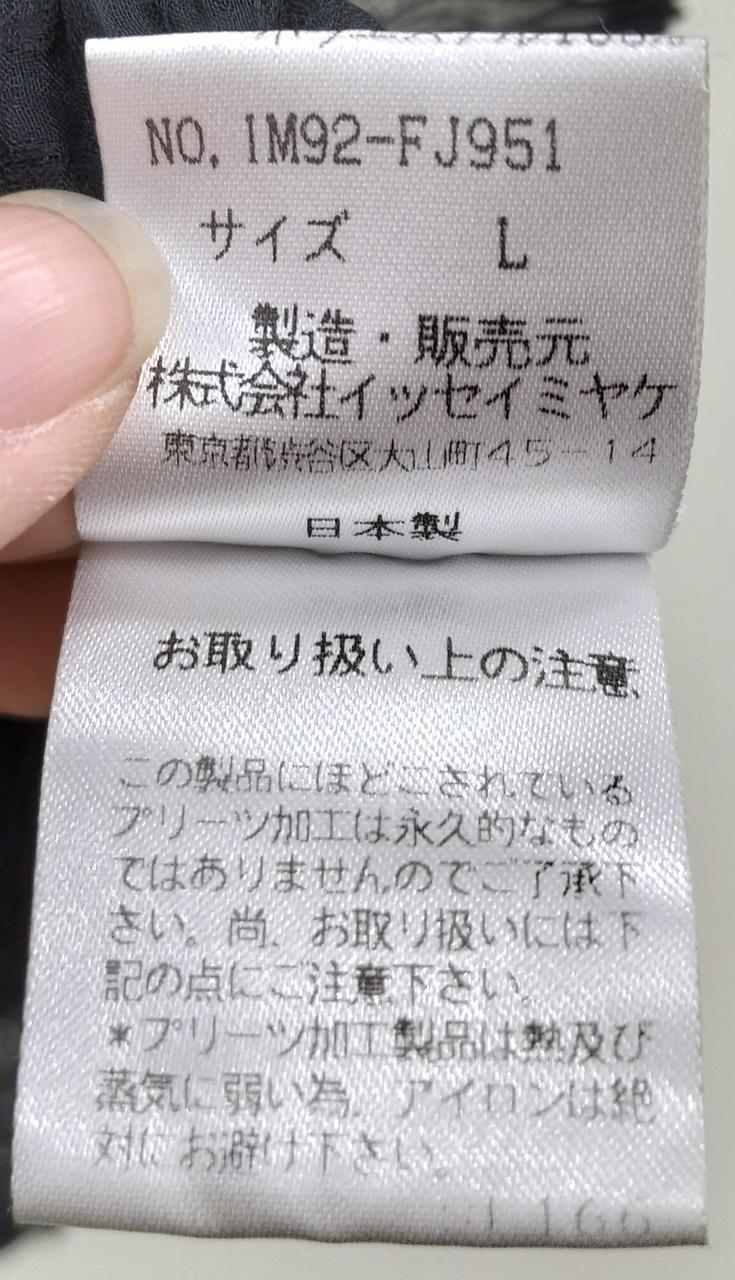 NO. IM92-FJ951
サイズ L
製造・販売元
株式会社イッセイミヤケ
東京都渋谷区大山町45-14
日本製
お取り扱い上の注意
この製品にほどこされている
プリーツ加工は永久的なもの
ではありませんのでご了承下
さい。尚、お取り扱いには下
記の点にご注意下さい。
*プリーツ加工製品は熱及び
蒸気に弱い為、アイロンは絶
対にお避け下さい。